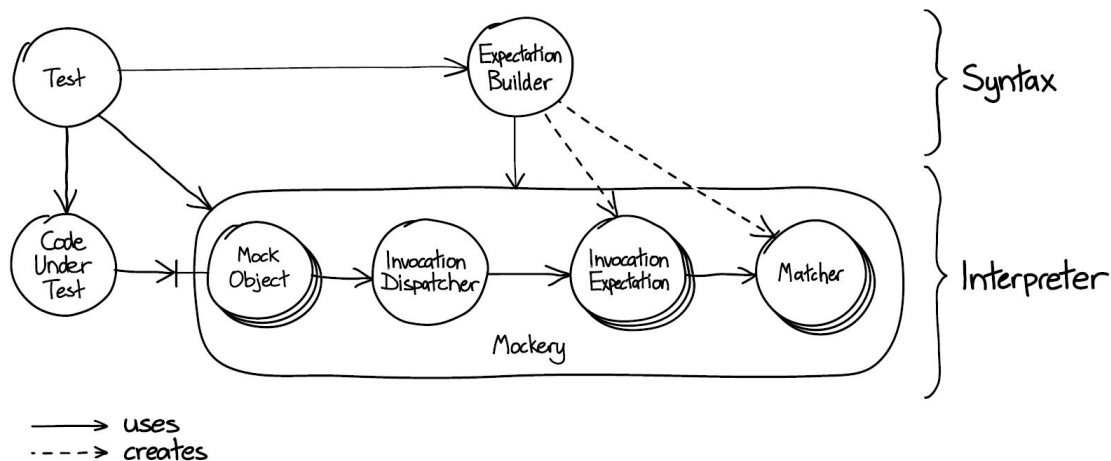 Test
Expectation
Builder
Syntax
Code
Under
Test
Mock
Object
Invocation
Dispatcher
Invocation
Expectation
Matcher
Interpreter
Mockery
uses
creates